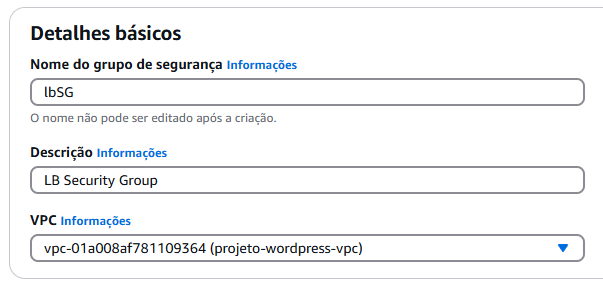 Detalhes básicos
Nome do grupo de segurança Informações
lbSG
O nome não pode ser editado após a criação.
Descrição Informações
LB Security Group
VPC Informações
vpc-01a008af781109364 (projeto-wordpress-vpc)